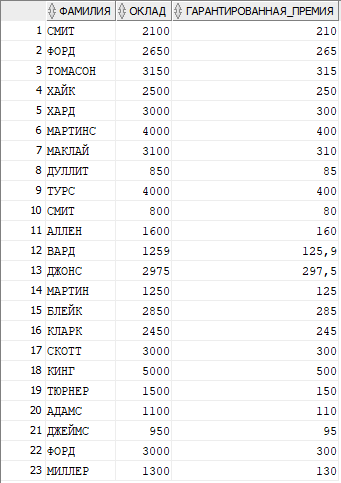 ФАМИЛИЯ ОКЛАД ГАРАНТИРОВАННАЯ_ПРЕМИЯ
1 СМИТ 2100 210
2 ФОРД 2650 265
3 ТОМАСОН 3150 315
4 ХАЙК 2500 250
5 ХАРД 3000 300
6 МАРТИНС 4000 400
7 МАКЛАЙ 3100 310
8 ДУЛЛИТ 850 85
9 ТУРС 4000 400
10 СМИТ 800 80
11 АЛЛЕН 1600 160
12 ВАРД 1259 125,9
13 ДЖОНС 2975 297,5
14 МАРТИН 1250 125
15 БЛЕЙК 2850 285
16 КЛАРК 2450 245
17 СКОТТ 3000 300
18 КИНГ 5000 500
19 ТЮРНЕР 1500 150
20 АДАМС 1100 110
21 ДЖЕЙМС 950 95
22 ФОРД 3000 300
23 МИЛЛЕР 1300 130